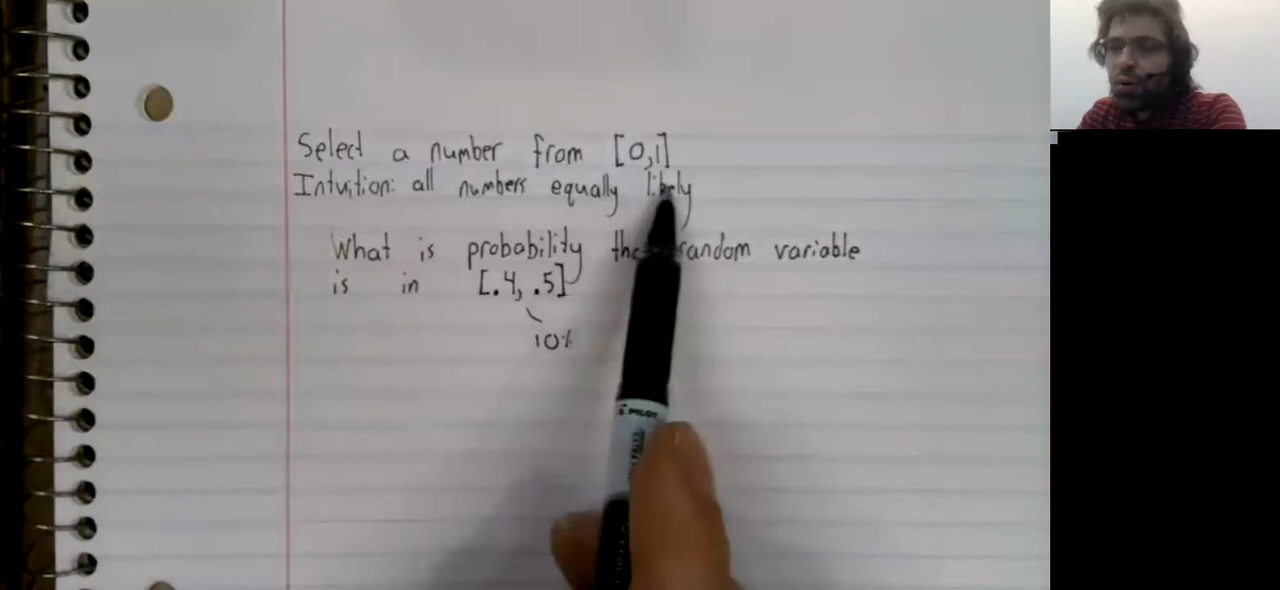 Select a number from [0,1]
Intuition: all numbers equally likely
What is probability the random variable
is in [.4, .5]
10%
PILOT